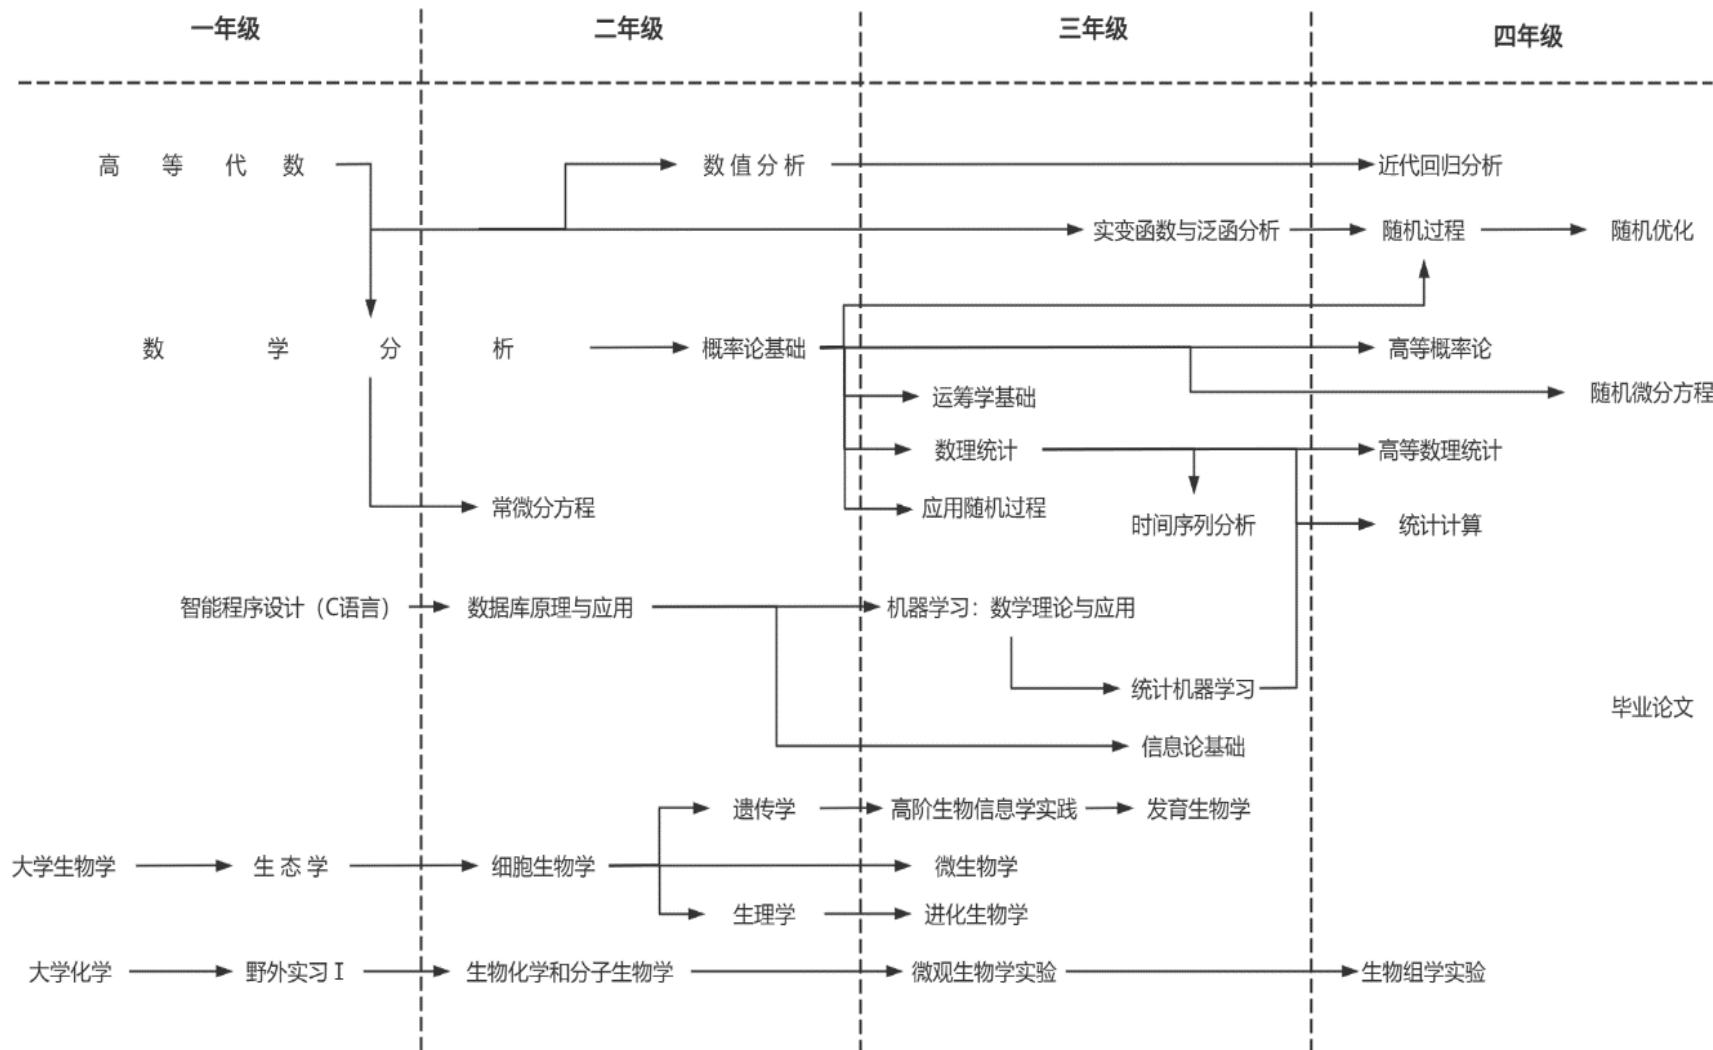 一年级 二年级 三年级 四年级
高 等 代 数 数 值 分 析 近代回归分析
实变函数与泛函分析 随机过程 随机优化
数 学 分 析 概率论基础 高等概率论
随机微分方程
运筹学基础
数理统计 高等数理统计
常微分方程 应用随机过程
时间序列分析 统计计算
智能程序设计（C语言） 数据库原理与应用 机器学习：数学理论与应用
统计机器学习
毕业论文
信息论基础
遗传学 高阶生物信息学实践 发育生物学
大学生物学 生 态 学 细胞生物学 微生物学
生理学 进化生物学
大学化学 野外实习 I 生物化学和分子生物学 微观生物学实验 生物组学实验